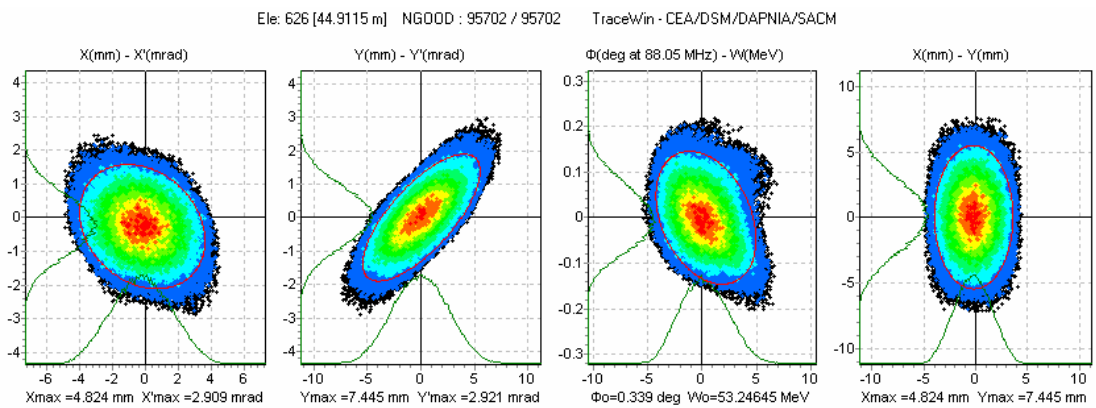 Ele: 626 [44.9115 m] NGOOD : 95702 / 95702 TraceWin - CEA/DSM/DAPNIA/SACM
X(mm) - X'(mrad) Y(mm) - Y'(mrad) Φ(deg at 88.05 MHz) - W(MeV) X(mm) - Y(mm)
4 4 0.3 10
3 3 0.2 5
2 2 0.1 0
1 1 0 -5
0 0 -0.1 -10
-1 -1 -0.2
-2 -2 -0.3
-3 -3
-4 -4
-6 -4 -2 0 2 4 6 -10 -5 0 5 10 -10 -5 0 5 10 -10 -5 0 5 10
Xmax =4.824 mm X'max =2.909 mrad Ymax =7.445 mm Y'max =2.921 mrad Φo=0.339 deg Wo=53.24645 MeV Xmax =4.824 mm Ymax =7.445 mm